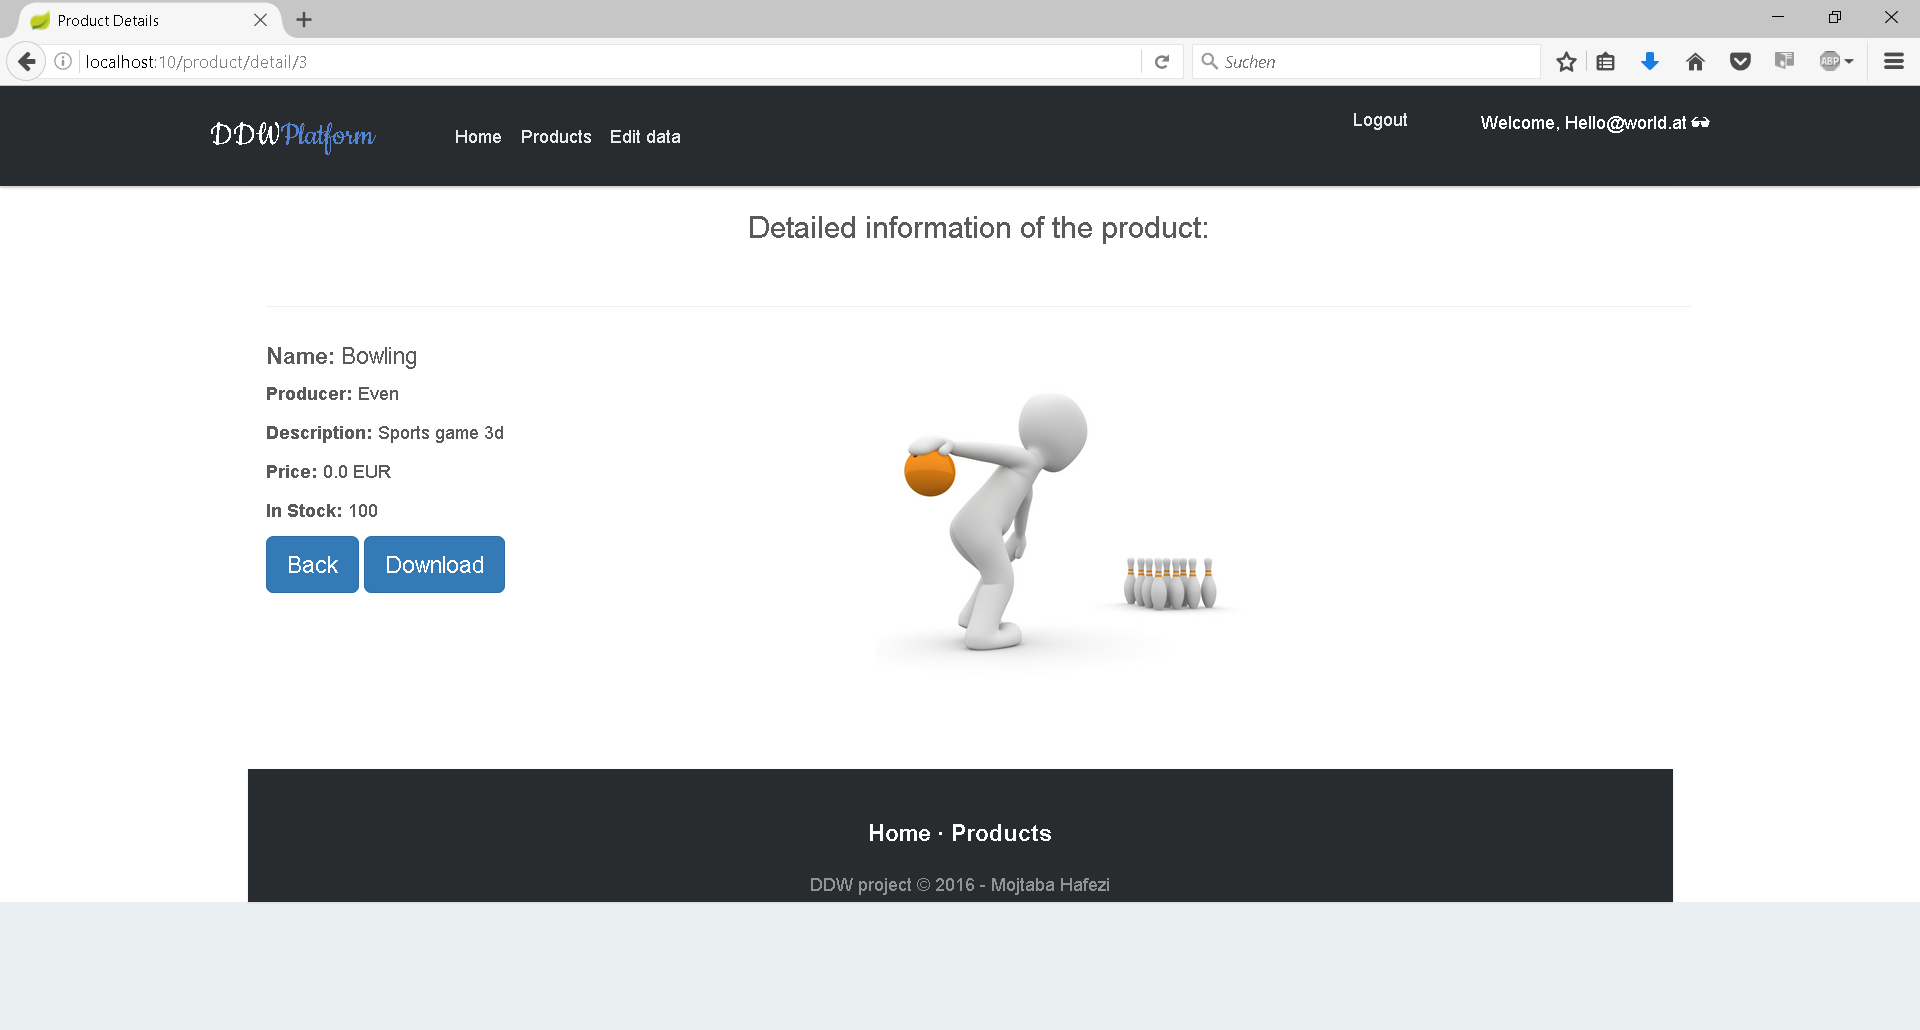 Product Details
localhost:10/product/detail/3
Suchen
ABP
DDWPlatform
Home Products Edit data
Logout
Welcome, Hello@world.at
Detailed information of the product:
Name: Bowling
Producer: Even
Description: Sports game 3d
Price: 0.0 EUR
In Stock: 100
Back Download
Home · Products
DDW project © 2016 - Mojtaba Hafezi